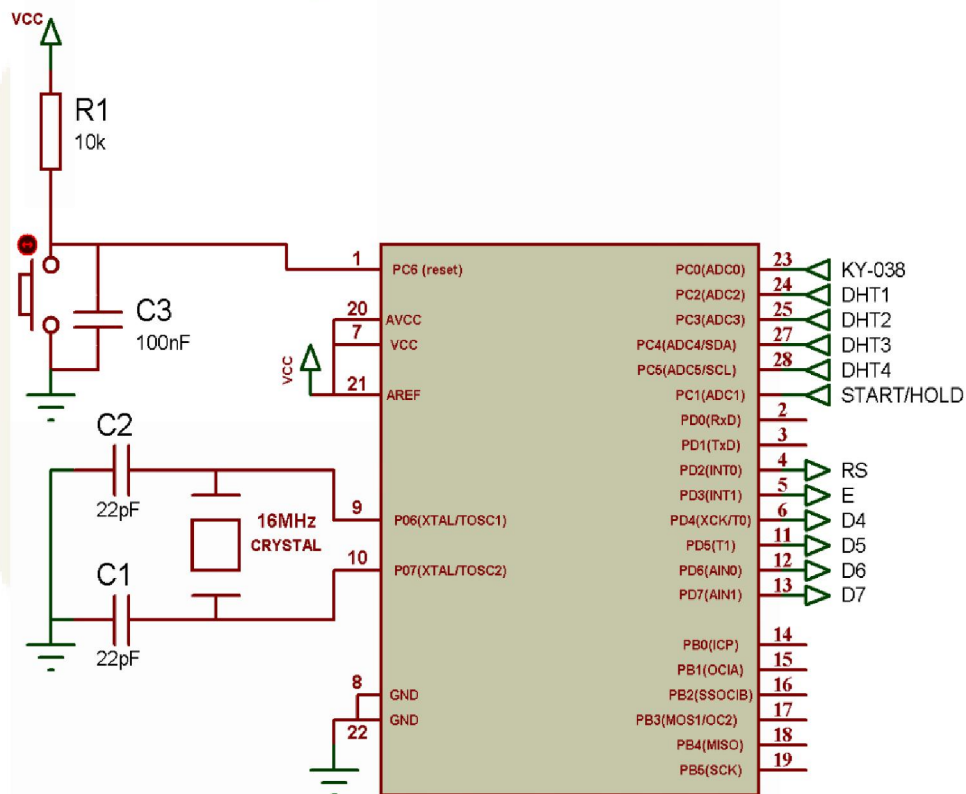 VCC
R1
10k
C3
100nF
VCC
C2
22pF
16MHz
CRYSTAL
C1
22pF
1
PC6 (reset)
20
AVCC
7
VCC
21
AREF
9
P06(XTAL/TOSC1)
10
P07(XTAL/TOSC2)
8
GND
GND
22
PC0(ADC0) 23 KY-038
PC2(ADC2) 24 DHT1
PC3(ADC3) 25 DHT2
PC4(ADC4/SDA) 27 DHT3
PC5(ADC5/SCL) 28 DHT4
PC1(ADC1) START/HOLD
PD0(RxD) 2
PD1(TxD) 3
PD2(INT0) 4 RS
PD3(INT1) 5 E
PD4(XCK/T0) 6 D4
PD5(T1) 11 D5
PD6(AIN0) 12 D6
PD7(AIN1) 13 D7
PB0(ICP) 14
PB1(OCIA) 15
PB2(SSOCIB) 16
PB3(MOS1/OC2) 17
PB4(MISO) 18
PB5(SCK) 19